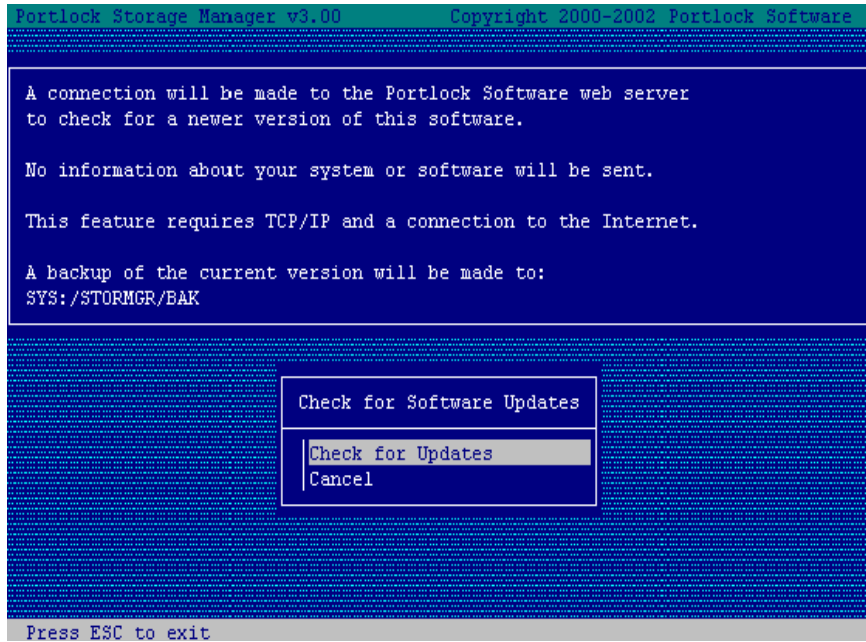 Portlock Storage Manager v3.00 Copyright 2000-2002 Portlock Software
A connection will be made to the Portlock Software web server
to check for a newer version of this software.
No information about your system or software will be sent.
This feature requires TCP/IP and a connection to the Internet.
A backup of the current version will be made to:
SYS:/STORMGR/BAK
Check for Software Updates
Check for Updates
Cancel
Press ESC to exit